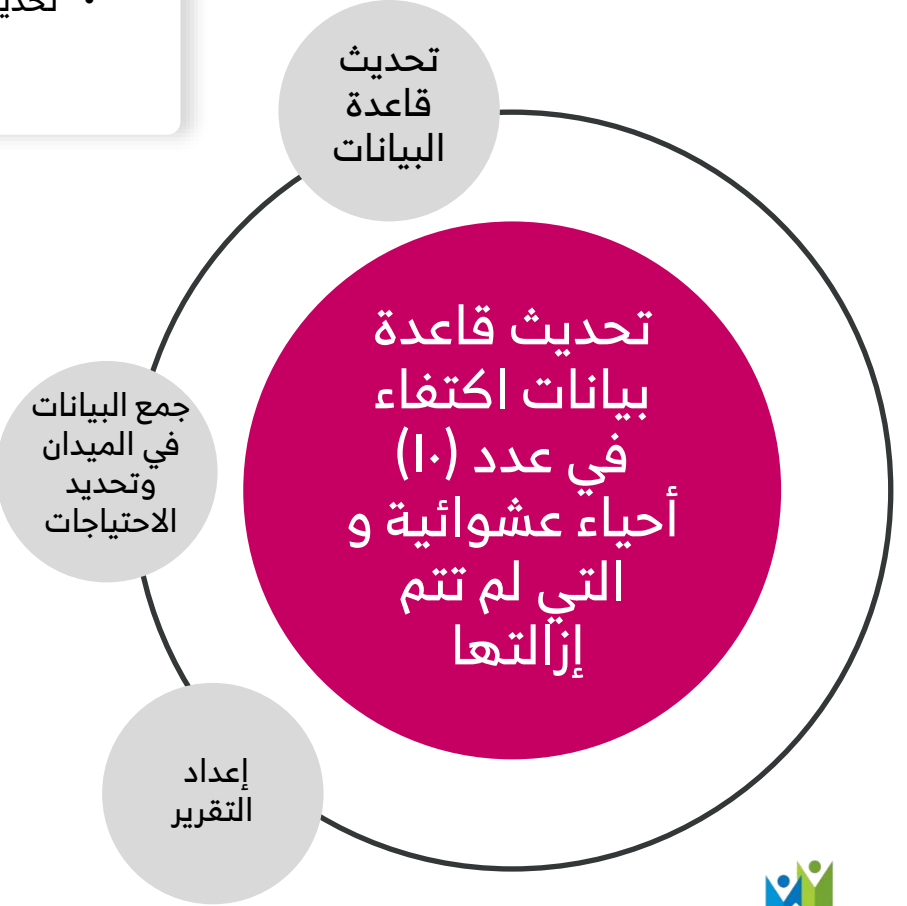 تحديث
قاعدة
البيانات
تحديث قاعدة
بيانات اكتفاء
في عدد (١٠)
أحياء عشوائية و
التي لم تتم
إزالتها
جمع البيانات
في الميدان
وتحديد
الاحتياجات
إعداد
التقرير